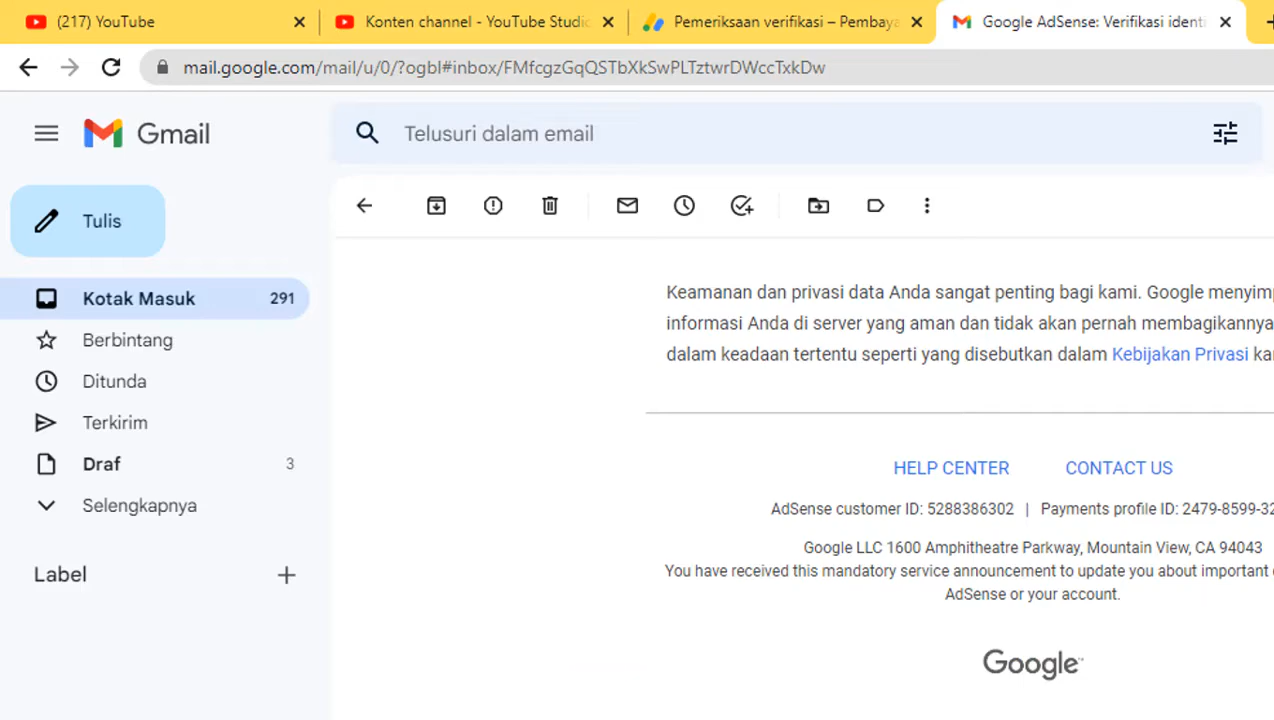 (217) YouTube
Konten channel - YouTube Studio
Pemeriksaan verifikasi – Pembaya
Google AdSense: Verifikasi identi
mail.google.com/mail/u/0/?ogbl#inbox/FMfcgzGqQSTbXkSwPLTztwrDWccTxkDw
Gmail
Telusuri dalam email
Tulis
Kotak Masuk 291
Berbintang
Ditunda
Terkirim
Draf 3
Selengkapnya
Label
Keamanan dan privasi data Anda sangat penting bagi kami. Google menyimp
informasi Anda di server yang aman dan tidak akan pernah membagikannya
dalam keadaan tertentu seperti yang disebutkan dalam Kebijakan Privasi ka
HELP CENTER CONTACT US
AdSense customer ID: 5288386302 | Payments profile ID: 2479-8599-32
Google LLC 1600 Amphitheatre Parkway, Mountain View, CA 94043
You have received this mandatory service announcement to update you about important
AdSense or your account.
Google